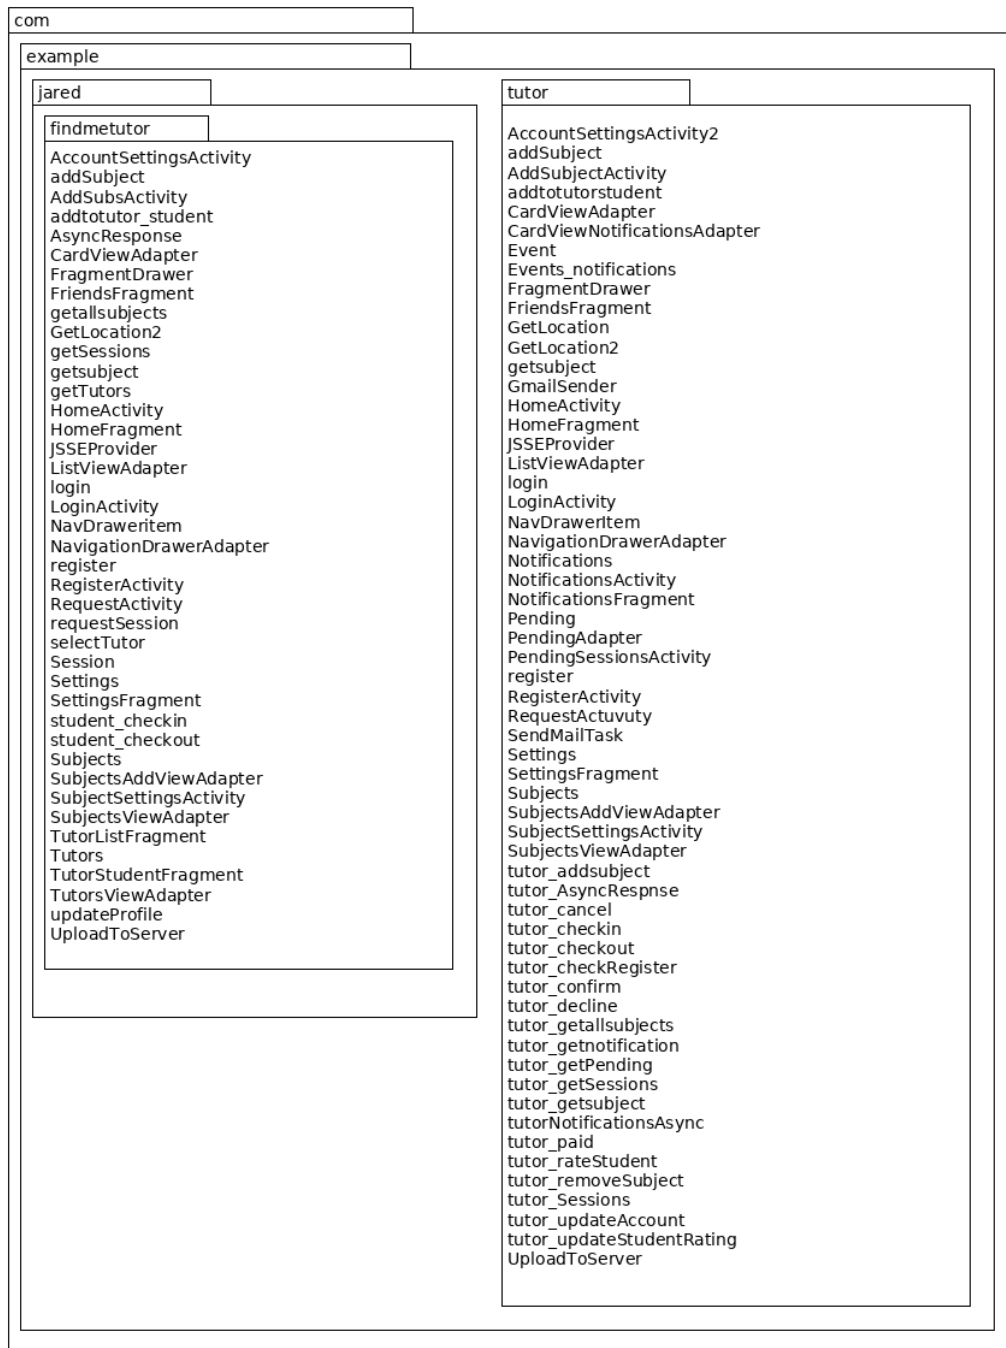 com
example
jared
findmetutor
AccountSettingsActivity
addSubject
AddSubsActivity
addtotutor_student
AsyncResponse
CardViewAdapter
FragmentDrawer
FriendsFragment
getallsubjects
GetLocation2
getSessions
getsubject
getTutors
HomeActivity
HomeFragment
JSSEProvider
ListViewAdapter
login
LoginActivity
NavDraweritem
NavigationDrawerAdapter
register
RegisterActivity
RequestActivity
requestSession
selectTutor
Session
Settings
SettingsFragment
student_checkin
student_checkout
Subjects
SubjectsAddViewAdapter
SubjectSettingsActivity
SubjectsViewAdapter
TutorListFragment
Tutors
TutorStudentFragment
TutorsViewAdapter
updateProfile
UploadToServer
tutor
AccountSettingsActivity2
addSubject
AddSubjectActivity
addtotutorstudent
CardViewAdapter
CardViewNotificationsAdapter
Event
Events_notifications
FragmentDrawer
FriendsFragment
GetLocation
GetLocation2
getsubject
GmailSender
HomeActivity
HomeFragment
JSSEProvider
ListViewAdapter
login
LoginActivity
NavDrawerItem
NavigationDrawerAdapter
Notifications
NotificationsActivity
NotificationsFragment
Pending
PendingAdapter
PendingSessionsActivity
register
RegisterActivity
RequestActuvuty
SendMailTask
Settings
SettingsFragment
Subjects
SubjectsAddViewAdapter
SubjectSettingsActivity
SubjectsViewAdapter
tutor_addsubject
tutor_AsyncRespnse
tutor_cancel
tutor_checkin
tutor_checkout
tutor_checkRegister
tutor_confirm
tutor_decline
tutor_getallsubjects
tutor_getnotification
tutor_getPending
tutor_getSessions
tutor_getsubject
tutorNotificationsAsync
tutor_paid
tutor_rateStudent
tutor_removeSubject
tutor_Sessions
tutor_updateAccount
tutor_updateStudentRating
UploadToServer